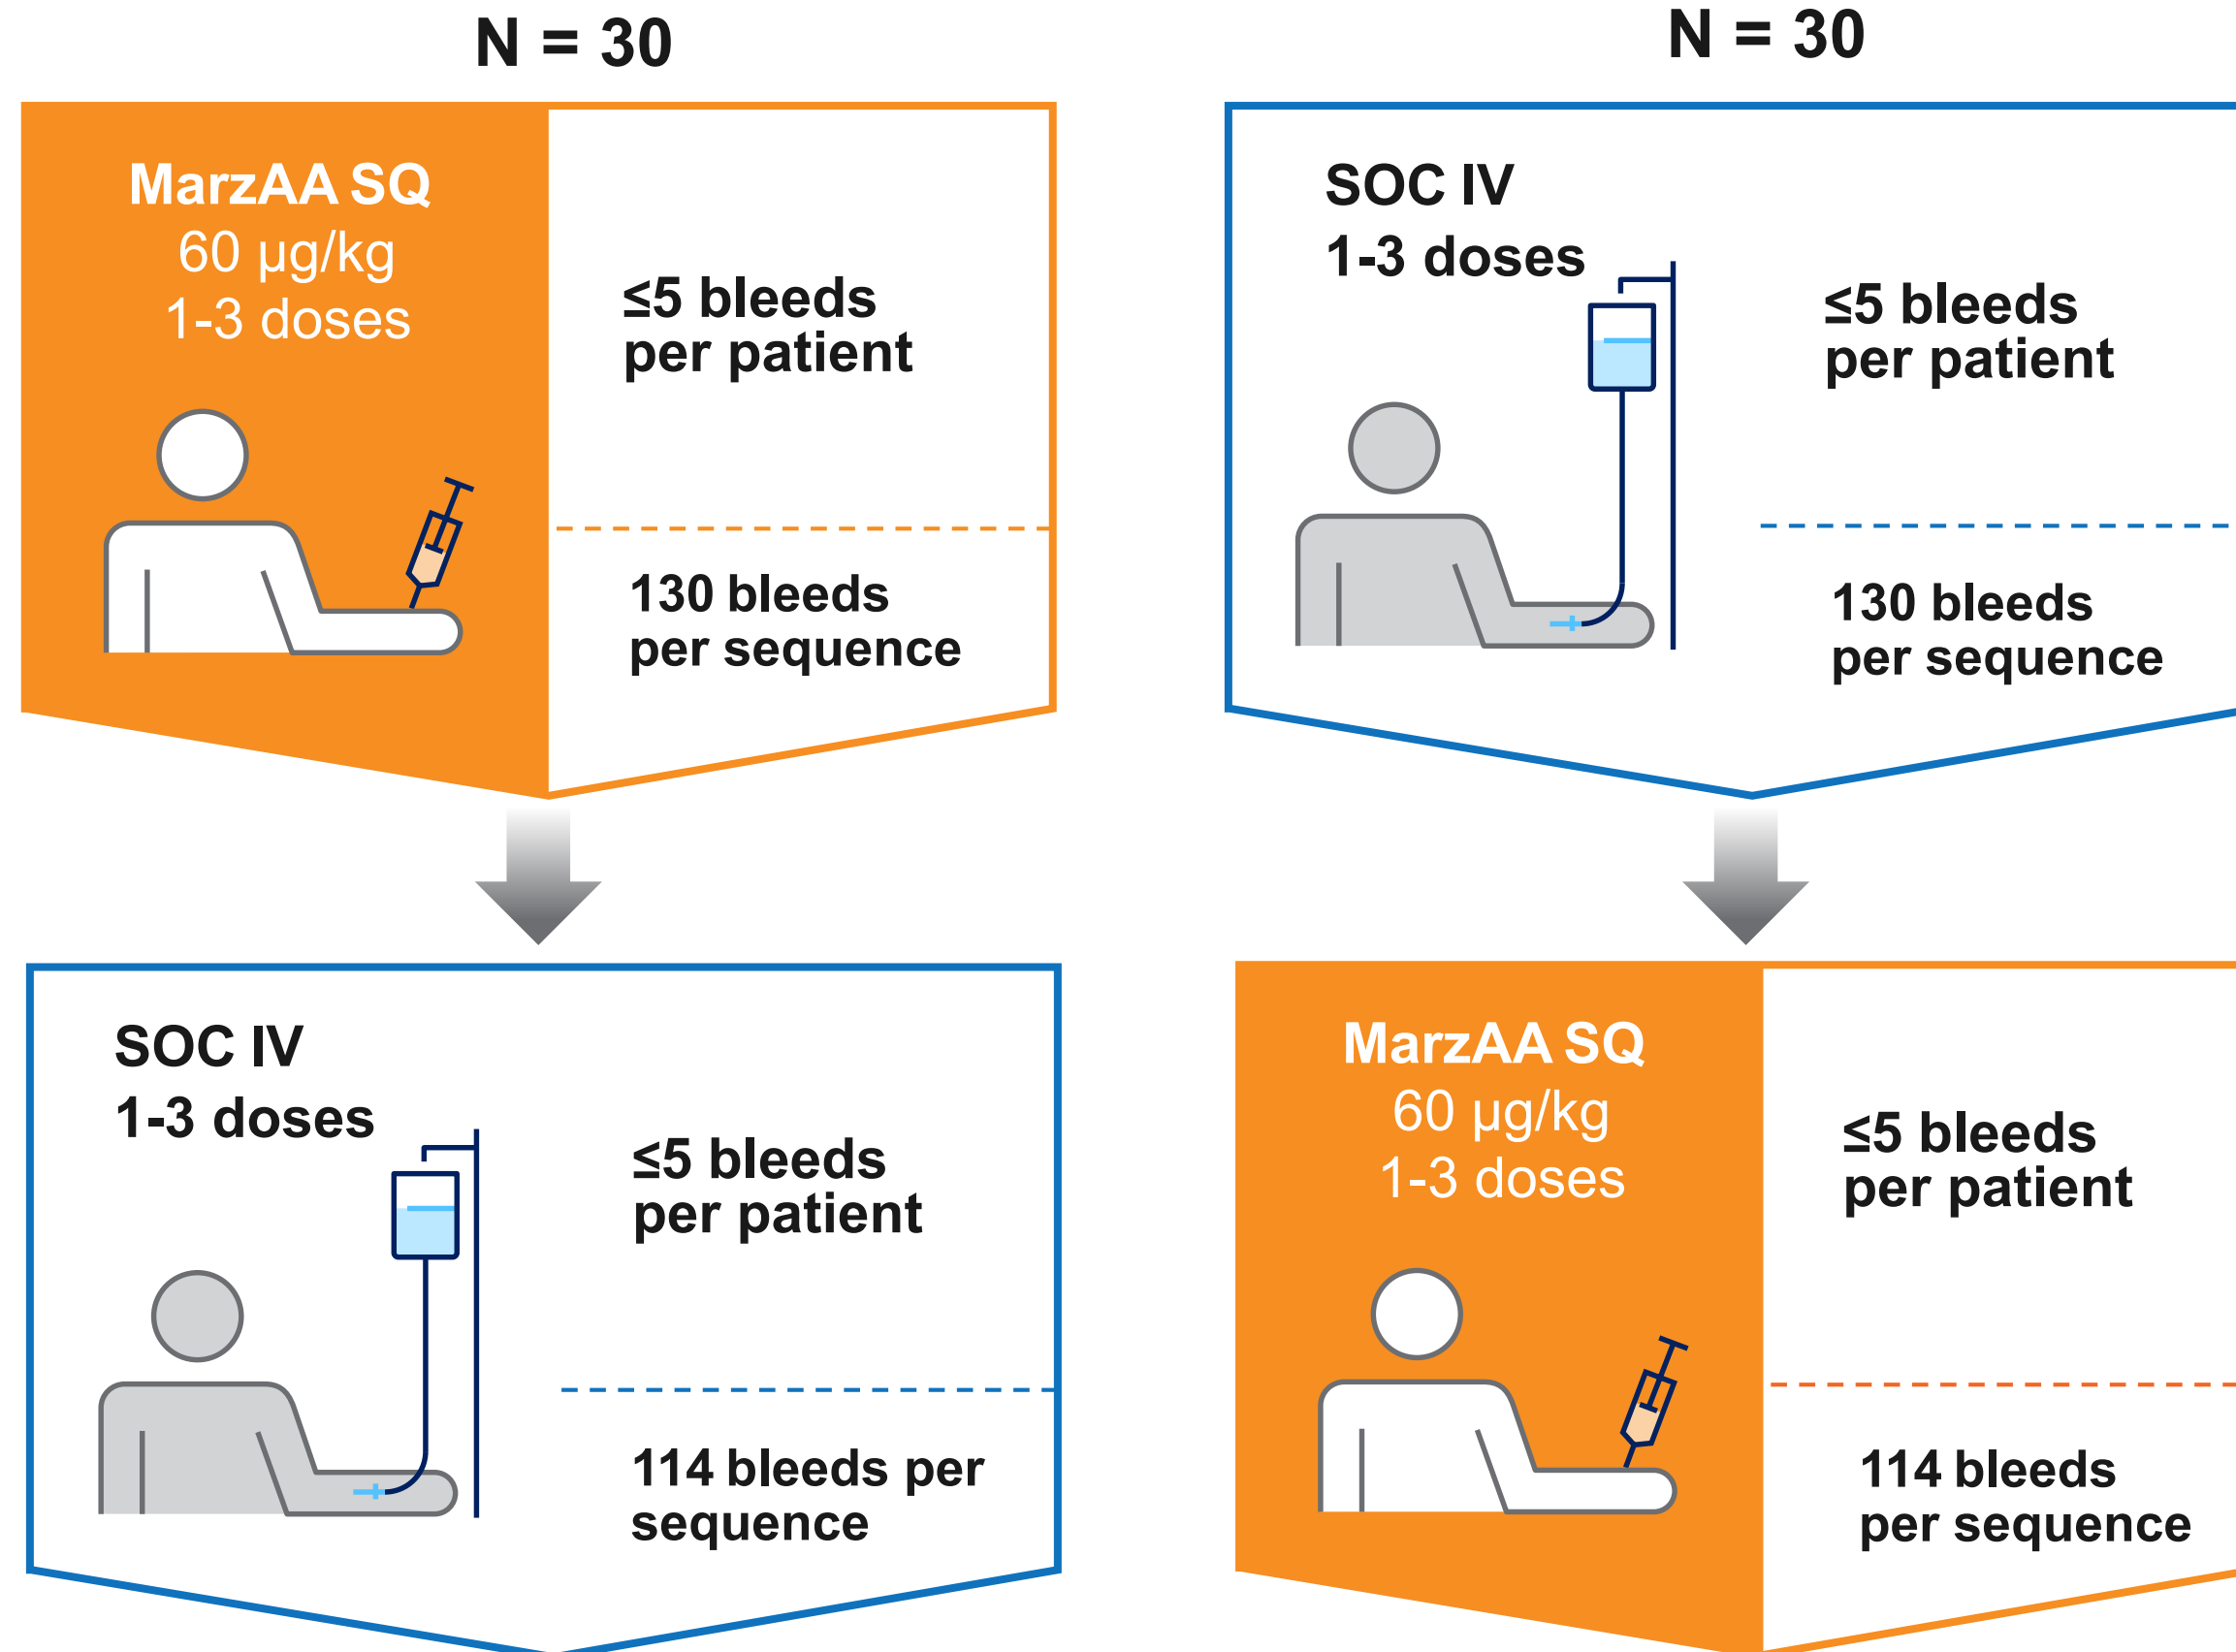 N = 30
MarzAA SQ
60 µg/kg
1-3 doses
≤5 bleeds
per patient
130 bleeds
per sequence
N = 30
SOC IV
1-3 doses
≤5 bleeds
per patient
130 bleeds
per sequence
SOC IV
1-3 doses
≤5 bleeds
per patient
114 bleeds per
sequence
MarzAA SQ
60 µg/kg
1-3 doses
≤5 bleeds
per patient
114 bleeds
per sequence